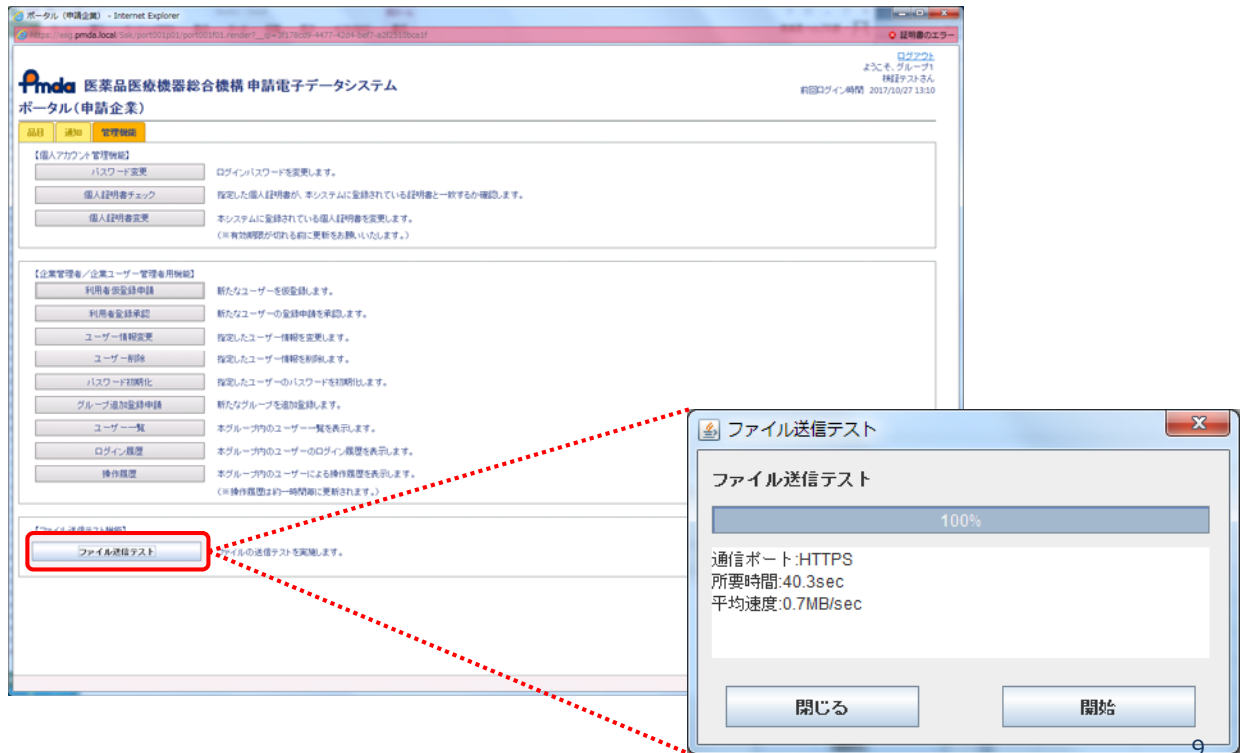 ポータル（申請企業） - Internet Explorer
証明書のエラー
ログアウト
ようこそ、グループ1
検証テストさん
前回ログイン時間 2017/10/27 13:10
Pmda 医薬品医療機器総合機構 申請電子データシステム
ポータル（申請企業）
品目 通知 管理機能
【個人アカウント管理機能】
パスワード変更 ログインパスワードを変更します。
個人証明書チェック 指定した個人証明書が、本システムに登録されている証明書と一致するか確認します。
個人証明書変更 本システムに登録されている個人証明書を変更します。
（※有効期限が切れる前に更新をお願いいたします。）
【企業管理者／企業ユーザー管理者用機能】
利用者仮登録申請 新たなユーザーを仮登録します。
利用者登録承認 新たなユーザーの登録申請を承認します。
ユーザー情報変更 指定したユーザー情報を変更します。
ユーザー削除 指定したユーザー情報を削除します。
パスワード初期化 指定したユーザーのパスワードを初期化します。
グループ追加登録申請 新たなグループを追加登録します。
ユーザー一覧 本グループ内のユーザー一覧を表示します。
ログイン履歴 本グループ内のユーザーのログイン履歴を表示します。
操作履歴 本グループ内のユーザーによる操作履歴を表示します。
（※操作履歴は約一時間毎に更新されます。）
【ファイル送信テスト機能】
ファイル送信テスト ファイルの送信テストを実施します。
ファイル送信テスト
ファイル送信テスト
100%
通信ポート:HTTPS
所要時間:40.3sec
平均速度:0.7MB/sec
閉じる 開始
9